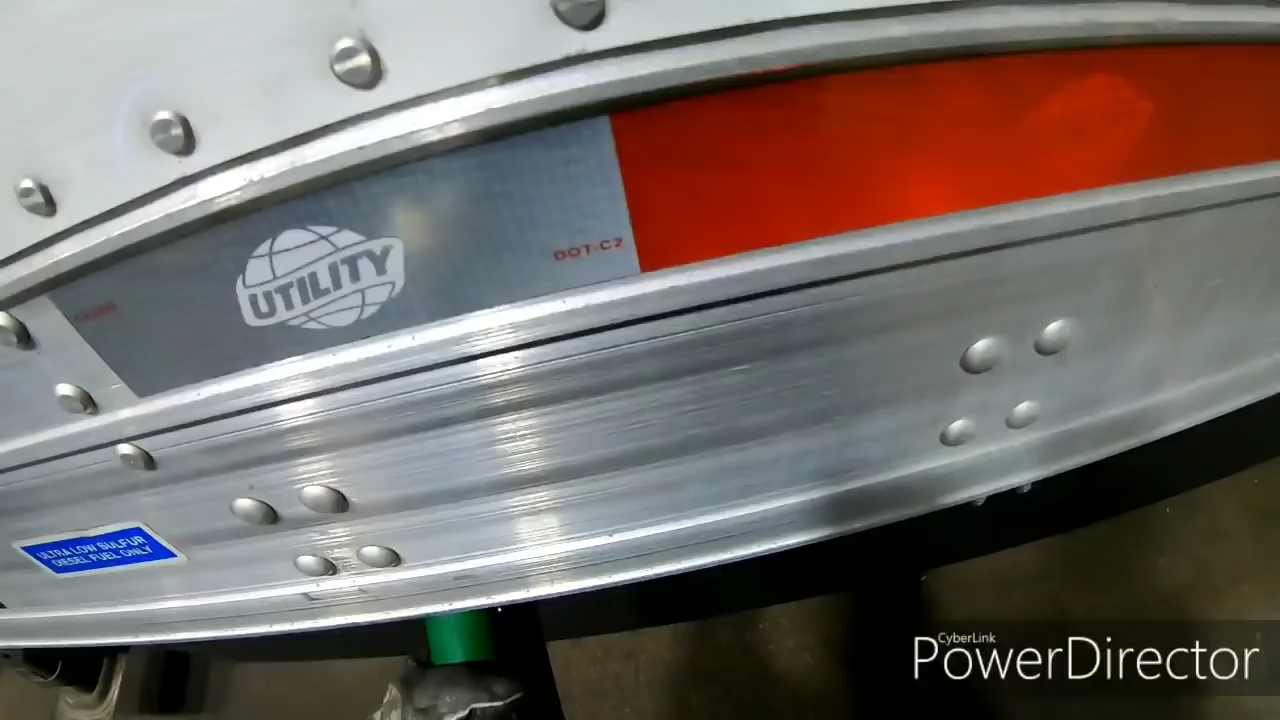 UTILITY
DOT-C2
ULTRA LOW SULFUR
DIESEL FUEL ONLY
CyberLink
PowerDirector